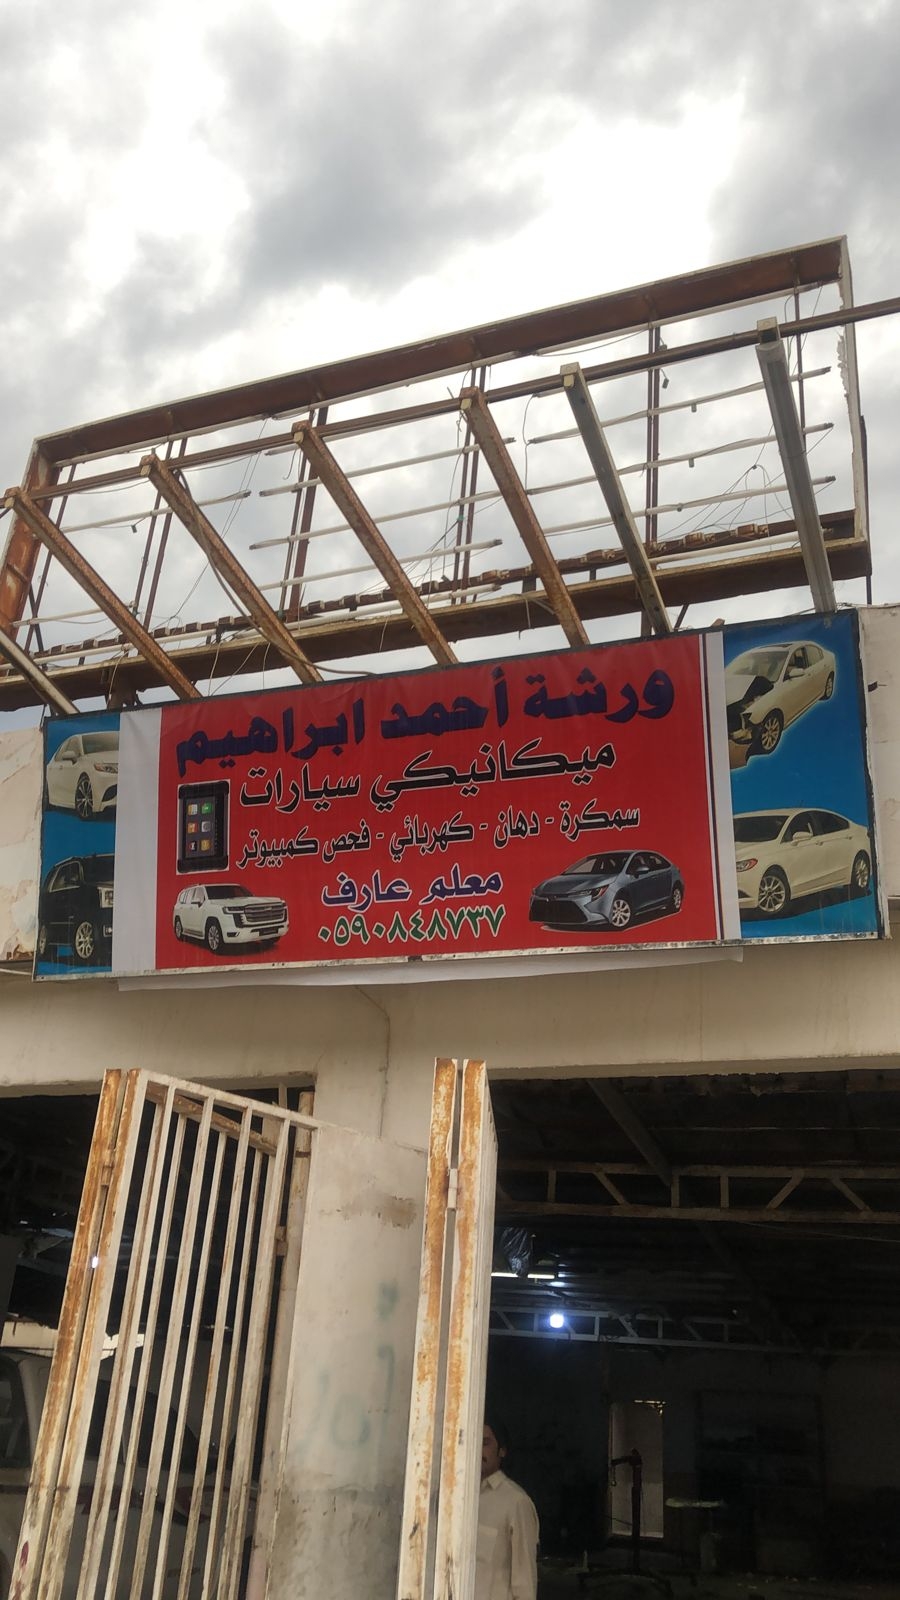 ورشة أحمد ابراهيم
ميكانيكي سيارات
سمكرة - دهان - كهربائي - فحص كمبيوتر
معلم عارف
٠٥٩٠٨٤٨٧٣٧